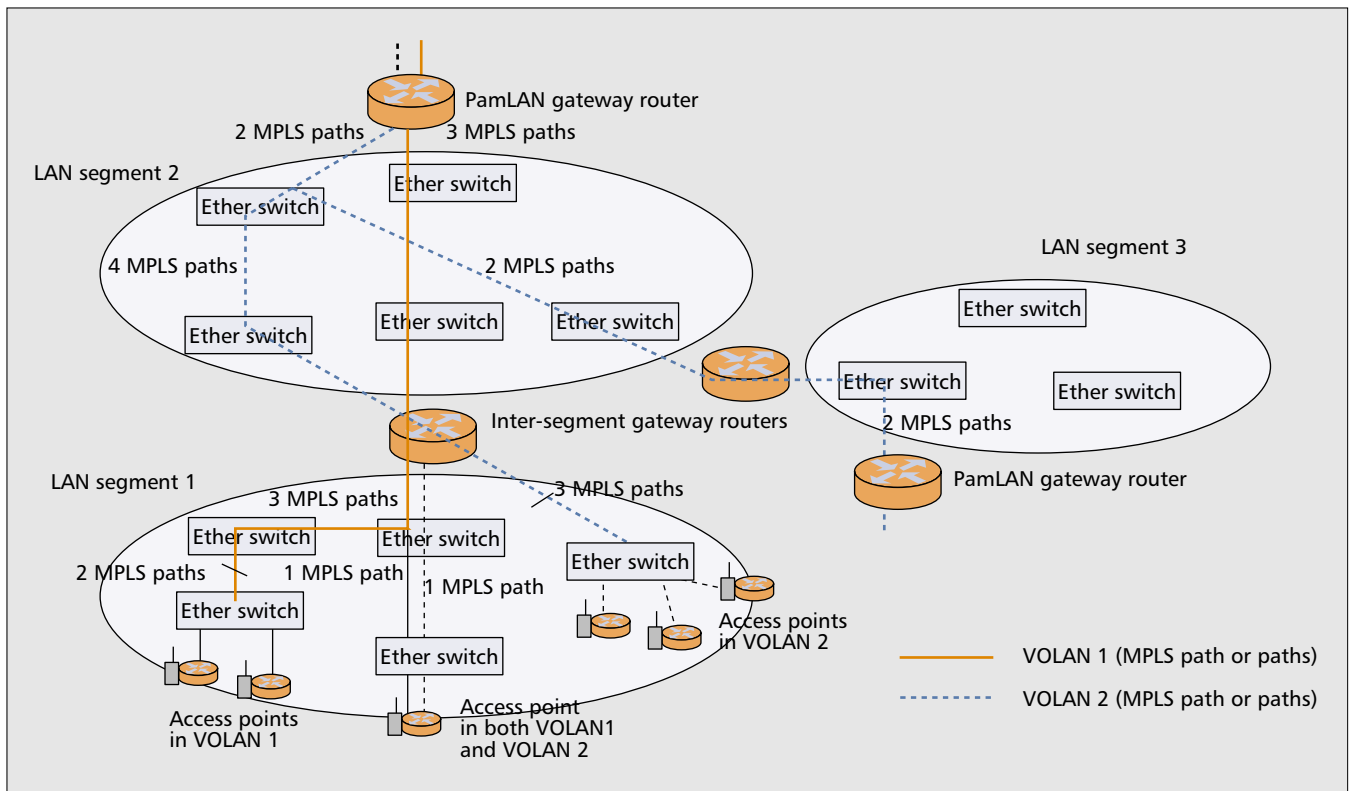 PamLAN gateway router
2 MPLS paths
3 MPLS paths
LAN segment 2
Ether switch
Ether switch
4 MPLS paths
2 MPLS paths
Ether switch
Ether switch
Ether switch
LAN segment 3
Ether switch
Ether switch
Ether switch
2 MPLS paths
PamLAN gateway router
Inter-segment gateway routers
LAN segment 1
3 MPLS paths
3 MPLS paths
Ether switch
Ether switch
Ether switch
2 MPLS paths
1 MPLS path
1 MPLS path
Ether switch
Ether switch
Access points
in VOLAN 2
Access points
in VOLAN 1
Access point
in both VOLAN1
and VOLAN 2
VOLAN 1 (MPLS path or paths)
VOLAN 2 (MPLS path or paths)